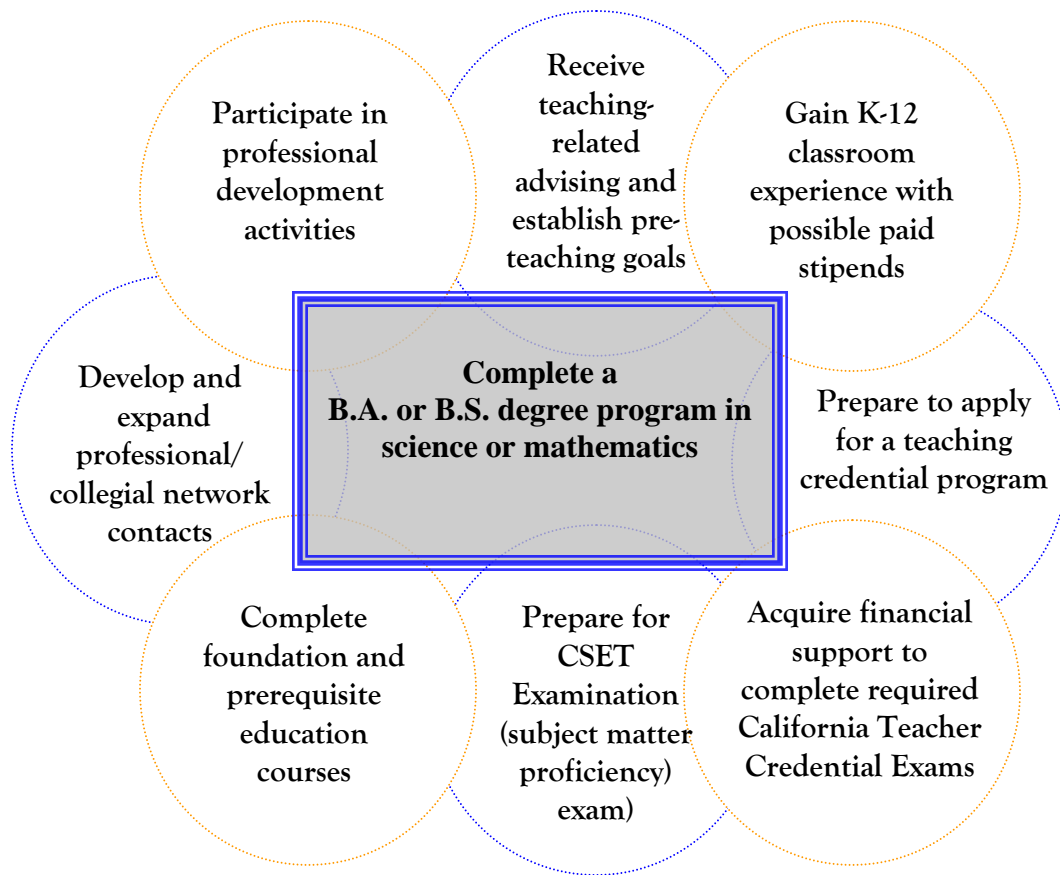 Participate in
professional
development
activities
Receive
teaching-
related
advising and
establish pre-
teaching goals
Gain K-12
classroom
experience with
possible paid
stipends
Develop and
expand
professional/
collegial network
contacts
Complete a
B.A. or B.S. degree program in
science or mathematics
Prepare to apply
for a teaching
credential program
Complete
foundation and
prerequisite
education
courses
Prepare for
CSET
Examination
(subject matter
proficiency)
exam)
Acquire financial
support to
complete required
California Teacher
Credential Exams